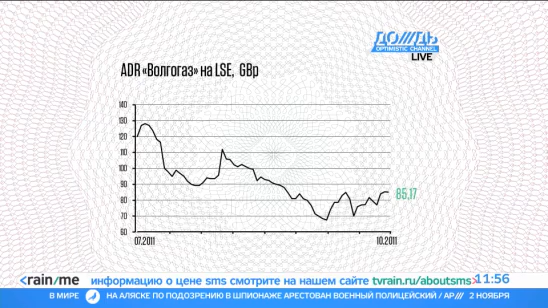 ДОЖДЬ
OPTIMISTIC CHANNEL
LIVE
ADR «Волгогаз» на LSE, GBp
140
130
120
110
100
90
80
70
60
85,17
07.2011
10.2011
<rain/me
информацию о цене sms смотрите на нашем сайте tvrain.ru/aboutsms>
11:56
В МИРЕ
НА АЛЯСКЕ ПО ПОДОЗРЕНИЮ В ШПИОНАЖЕ АРЕСТОВАН ВОЕННЫЙ ПОЛИЦЕЙСКИЙ / AP /// 2 НОЯБРЯ